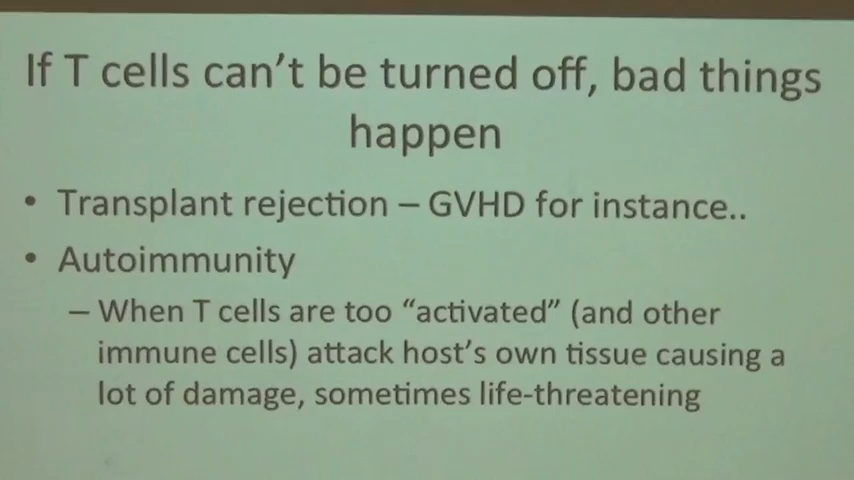 If T cells can't be turned off, bad things
happen
• Transplant rejection – GVHD for instance..
• Autoimmunity
– When T cells are too “activated” (and other
immune cells) attack host's own tissue causing a
lot of damage, sometimes life-threatening